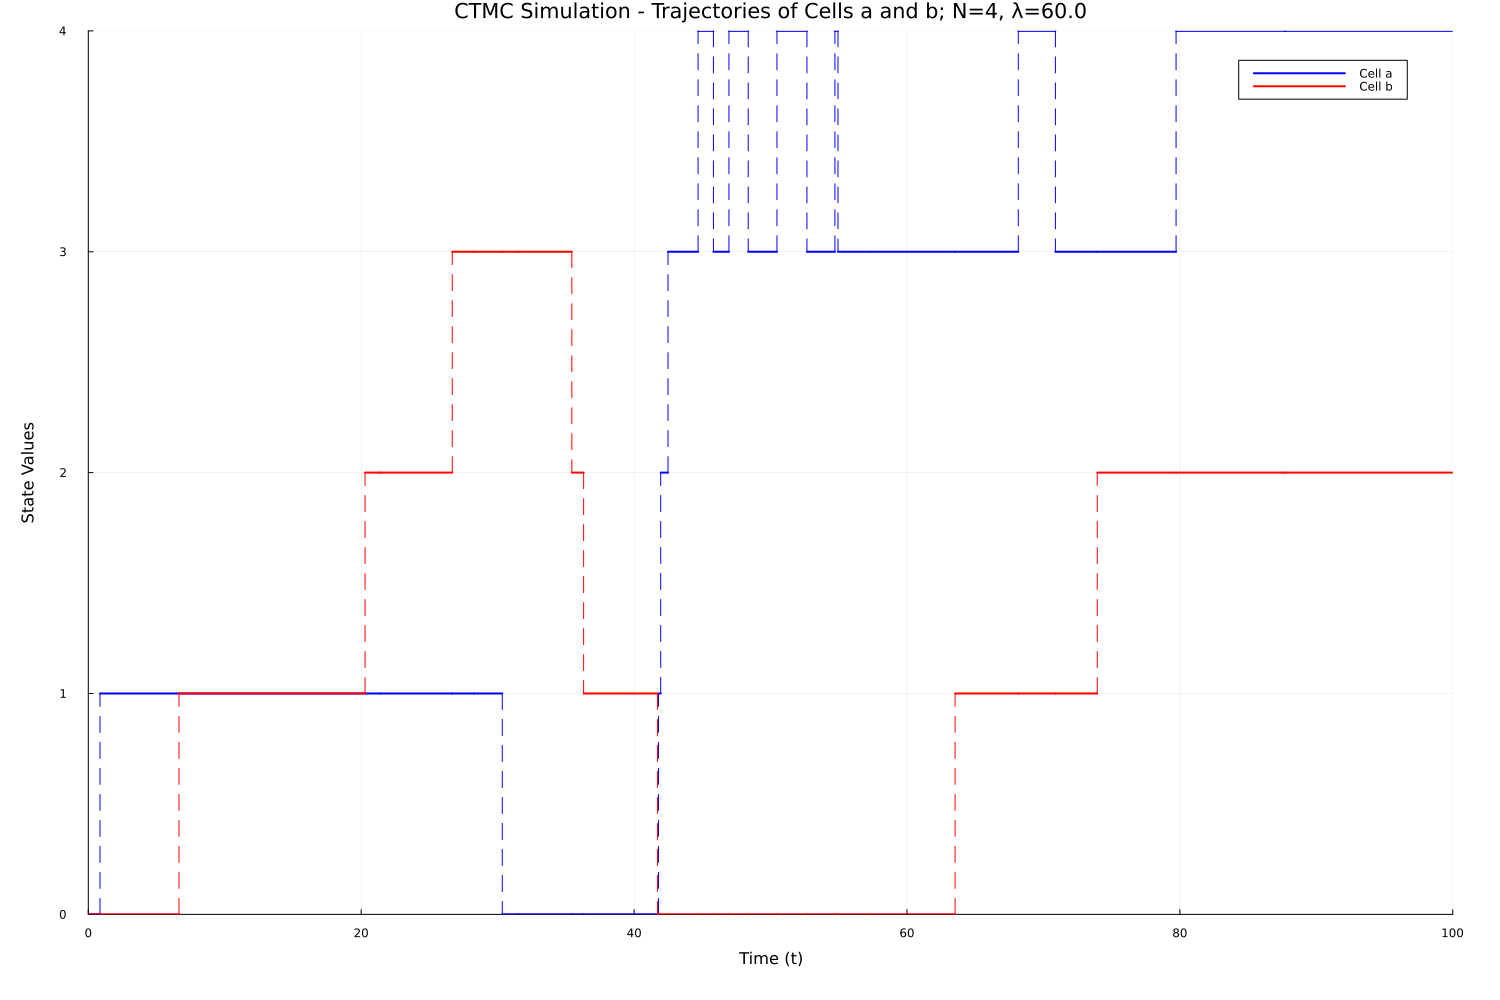 CTMC Simulation - Trajectories of Cells a and b; N=4, λ=60.0
4
Cell a
Cell b
3
State Values
2
1
0
0 20 40 60 80 100
Time (t)